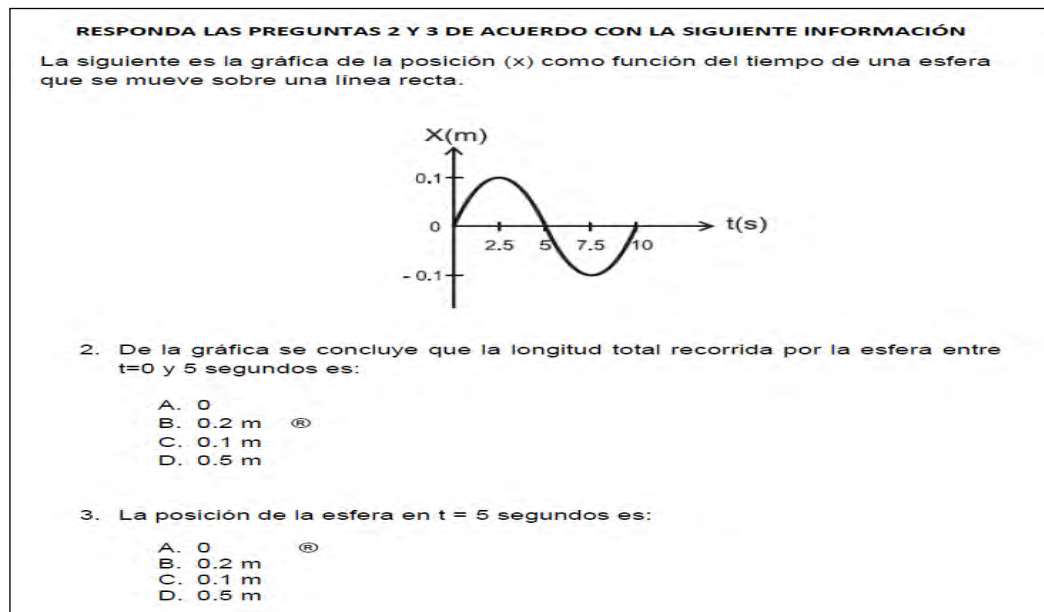 RESPONDA LAS PREGUNTAS 2 Y 3 DE ACUERDO CON LA SIGUIENTE INFORMACIÓN
La siguiente es la gráfica de la posición (x) como función del tiempo de una esfera
que se mueve sobre una línea recta.
X(m)
0.1
0
t(s)
2.5 5 7.5 10
- 0.1
2. De la gráfica se concluye que la longitud total recorrida por la esfera entre
t=0 y 5 segundos es:
A. 0
B. 0.2 m ®
C. 0.1 m
D. 0.5 m
3. La posición de la esfera en t = 5 segundos es:
A. 0 ®
B. 0.2 m
C. 0.1 m
D. 0.5 m